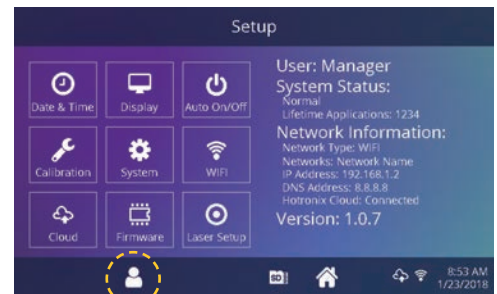 Setup
Date & Time
Display
Auto On/Off
Calibration
System
WIFI
Cloud
Firmware
Laser Setup
User: Manager
System Status:
Normal
Lifetime Applications: 1234
Network Information:
Network Type: WiFi
Networks: Network Name
IP Address: 192.168.1.2
DNS Address: 8.8.8.8
Hotronix Cloud: Connected
Version: 1.0.7
SD
8:53 AM
1/23/2018